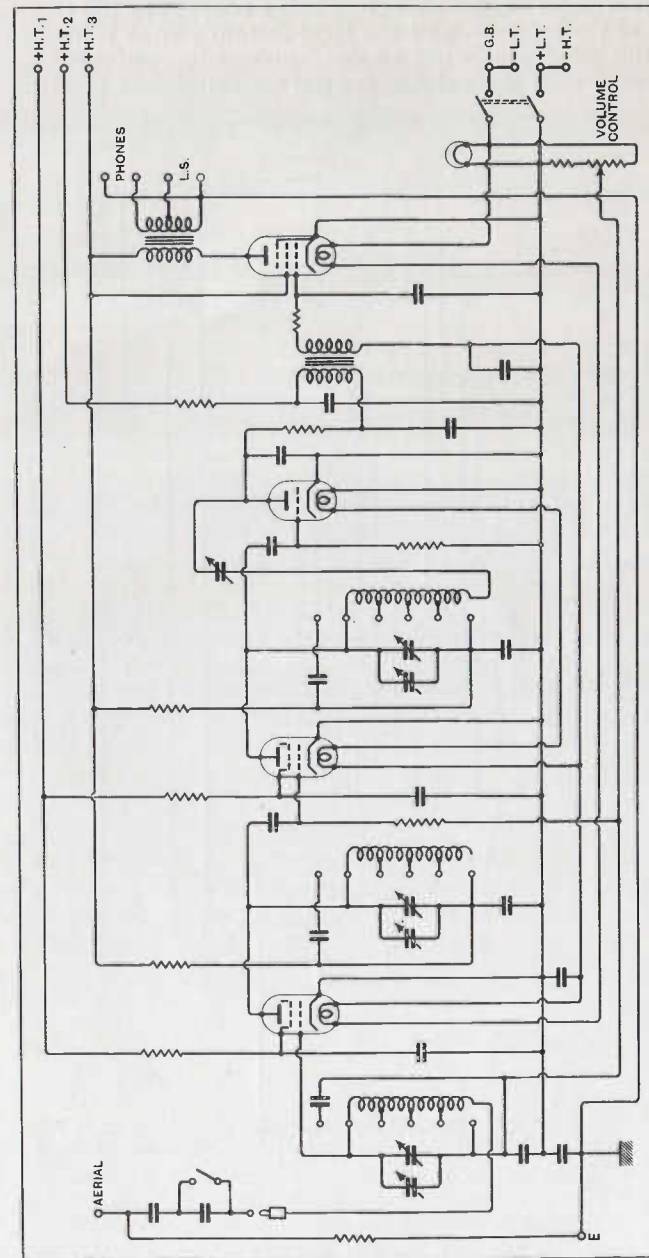 AERIAL
E
+H.T.1
+H.T.2
+H.T.3
PHONES
L.S.
-G.B.
-L.T.
+L.T.
-H.T.
VOLUME
CONTROL